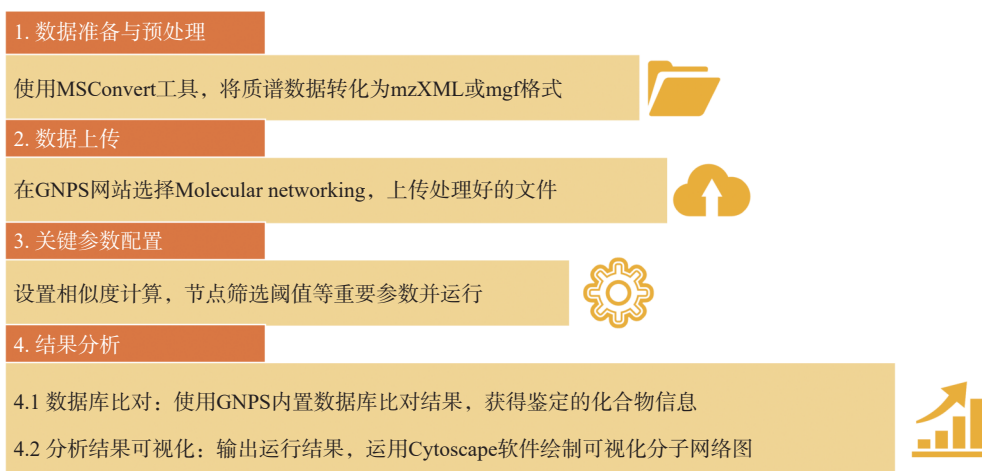 1. 数据准备与预处理
使用MSConvert工具，将质谱数据转化为mzXML或mgf格式
2. 数据上传
在GNPS网站选择Molecular networking，上传处理好的文件
3. 关键参数配置
设置相似度计算，节点筛选阈值等重要参数并运行
4. 结果分析
4.1 数据库比对：使用GNPS内置数据库比对结果，获得鉴定的化合物信息
4.2 分析结果可视化：输出运行结果，运用Cytoscape软件绘制可视化分子网络图